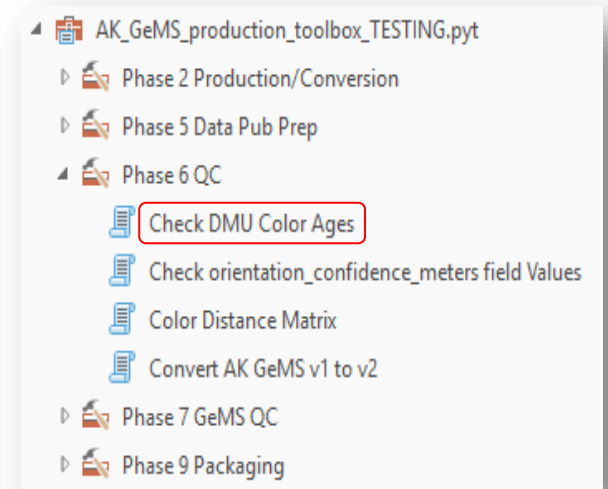 AK_GeMS_production_toolbox_TESTING.pyt
Phase 2 Production/Conversion
Phase 5 Data Pub Prep
Phase 6 QC
Check DMU Color Ages
Check orientation_confidence_meters field Values
Color Distance Matrix
Convert AK GeMS v1 to v2
Phase 7 GeMS QC
Phase 9 Packaging